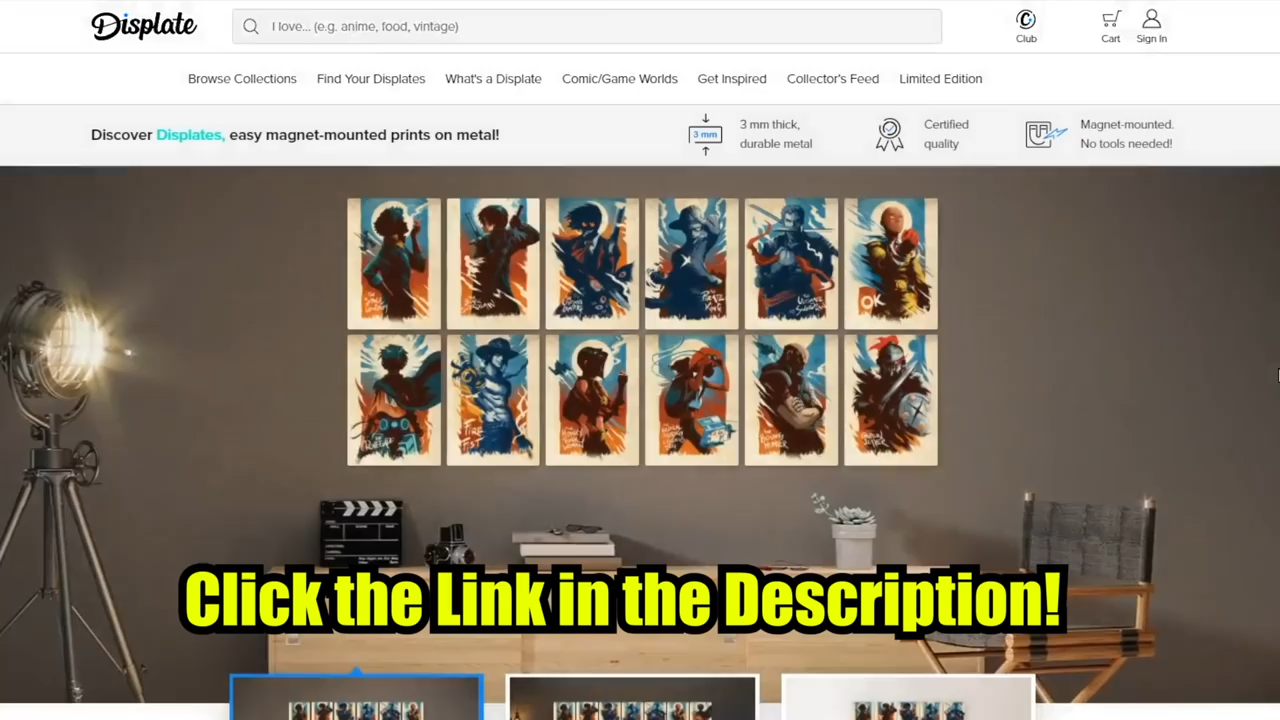 Displate
I love... (e.g. anime, food, vintage)
Club
Cart
Sign In
Browse Collections
Find Your Displates
What's a Displate
Comic/Game Worlds
Get Inspired
Collector's Feed
Limited Edition
Discover Displates, easy magnet-mounted prints on metal!
3 mm
3 mm thick,
durable metal
Certified
quality
Magnet-mounted.
No tools needed!
OK
Click the Link in the Description!